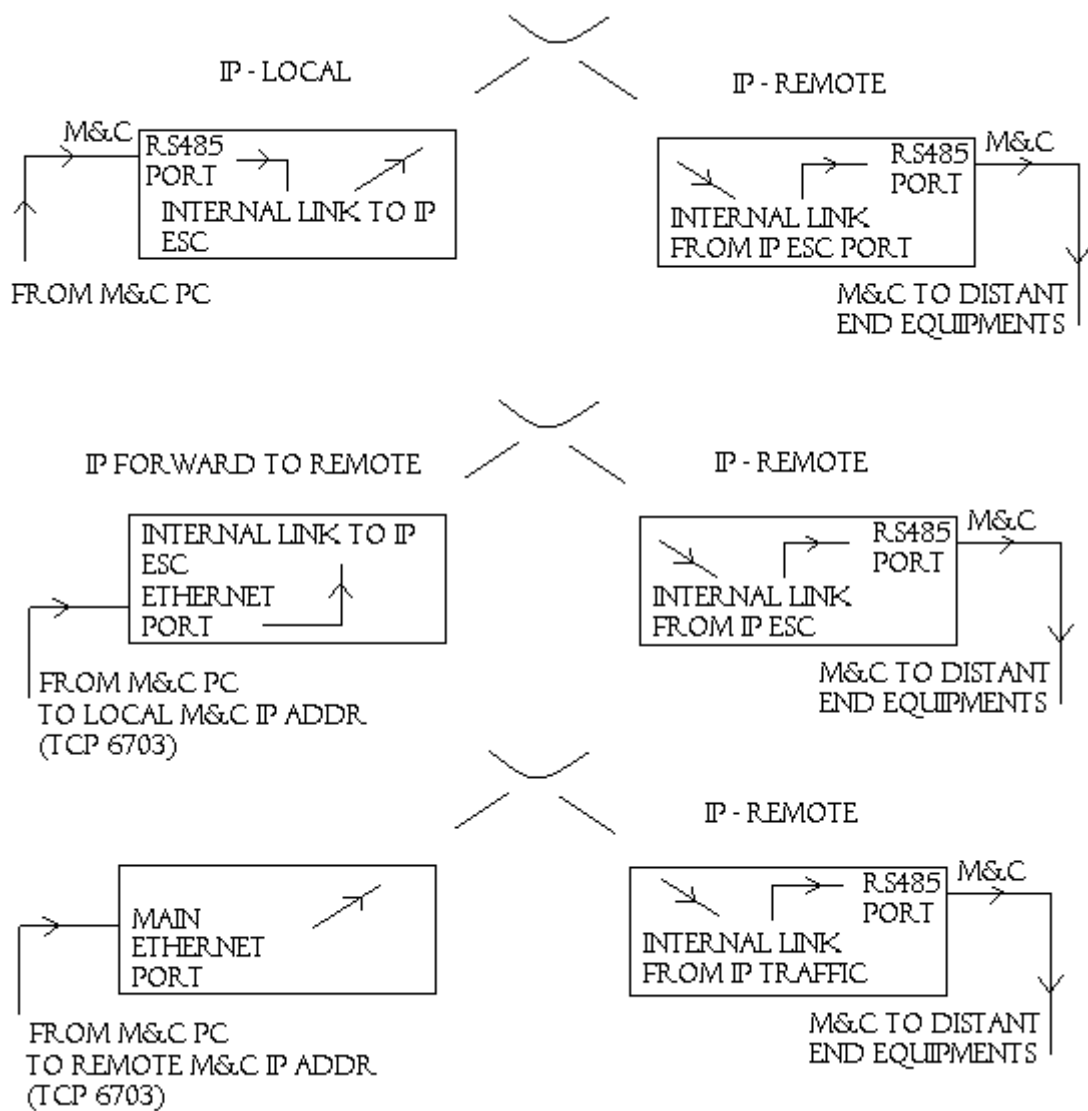 IP - LOCAL
IP - REMOTE
M&C
RS485
PORT
INTERNAL LINK TO IP
ESC
FROM M&C PC
RS485
PORT
M&C
INTERNAL LINK
FROM IP ESC PORT
M&C TO DISTANT
END EQUIPMENTS
IP FORWARD TO REMOTE
IP - REMOTE
INTERNAL LINK TO IP
ESC
ETHERNET
PORT
FROM M&C PC
TO LOCAL M&C IP ADDR
(TCP 6703)
RS485
PORT
M&C
INTERNAL LINK
FROM IP ESC
M&C TO DISTANT
END EQUIPMENTS
IP - REMOTE
MAIN
ETHERNET
PORT
FROM M&C PC
TO REMOTE M&C IP ADDR
(TCP 6703)
RS485
PORT
M&C
INTERNAL LINK
FROM IP TRAFFIC
M&C TO DISTANT
END EQUIPMENTS